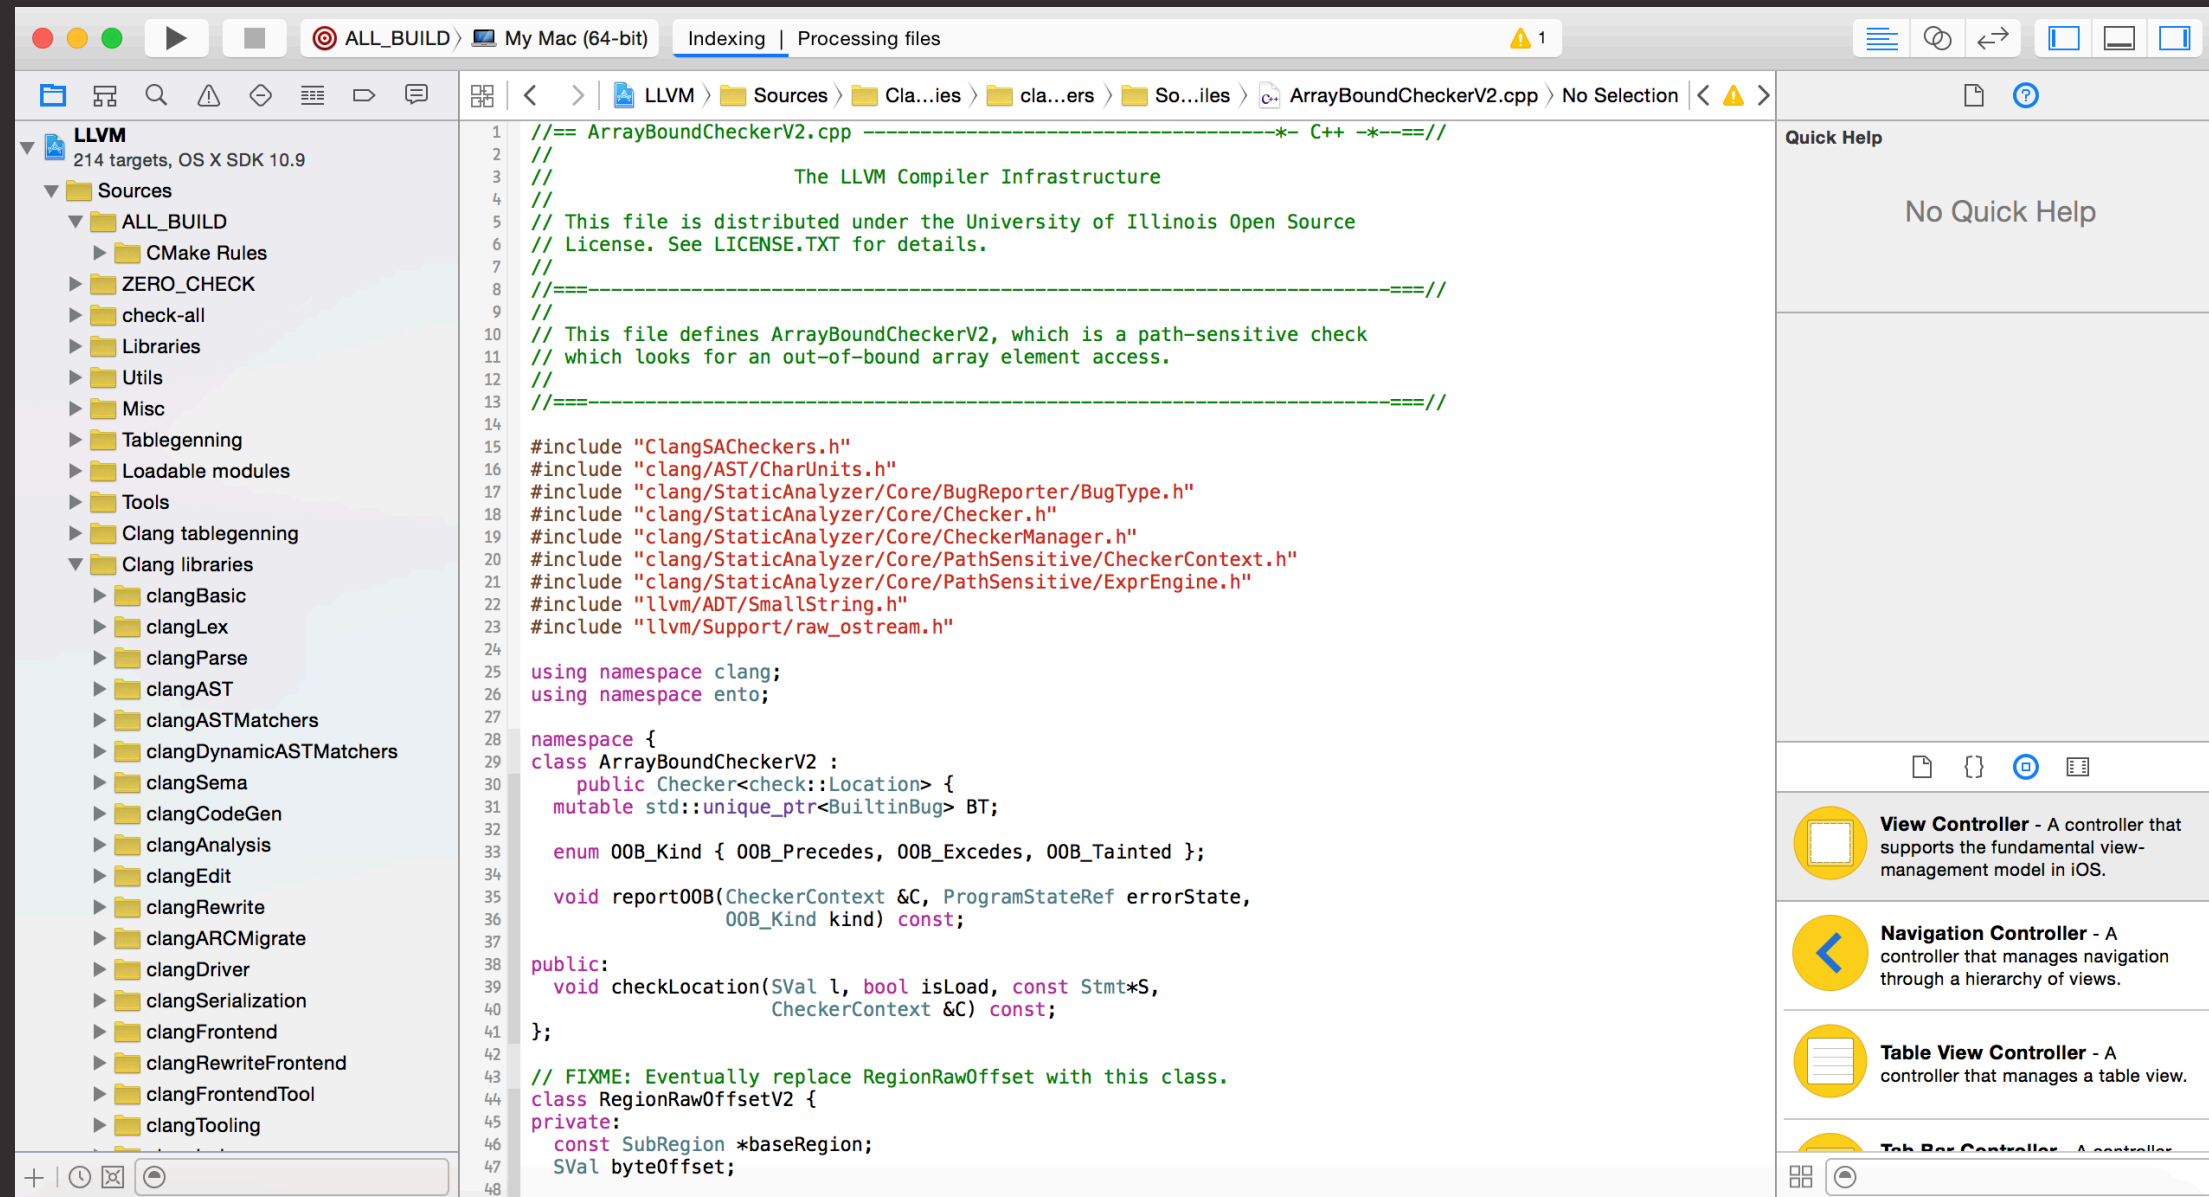 ALL_BUILD 〉 My Mac (64-bit)
Indexing | Processing files
1
LLVM 〉 Sources 〉 Cla...ies 〉 cla...ers 〉 So...iles 〉 ArrayBoundCheckerV2.cpp 〉 No Selection
LLVM
214 targets, OS X SDK 10.9
Sources
ALL_BUILD
CMake Rules
ZERO_CHECK
check-all
Libraries
Utils
Misc
Tablegenning
Loadable modules
Tools
Clang tablegenning
Clang libraries
clangBasic
clangLex
clangParse
clangAST
clangASTMatchers
clangDynamicASTMatchers
clangSema
clangCodeGen
clangAnalysis
clangEdit
clangRewrite
clangARCMigrate
clangDriver
clangSerialization
clangFrontend
clangRewriteFrontend
clangFrontendTool
clangTooling
1 //== ArrayBoundCheckerV2.cpp ------------------------------------*- C++ -*--==//
2 //
3 //                     The LLVM Compiler Infrastructure
4 //
5 // This file is distributed under the University of Illinois Open Source
6 // License. See LICENSE.TXT for details.
7 //
8 //===----------------------------------------------------------------------===//
9 //
10 // This file defines ArrayBoundCheckerV2, which is a path-sensitive check
11 // which looks for an out-of-bound array element access.
12 //
13 //===----------------------------------------------------------------------===//
14
15 #include "ClangSACheckers.h"
16 #include "clang/AST/CharUnits.h"
17 #include "clang/StaticAnalyzer/Core/BugReporter/BugType.h"
18 #include "clang/StaticAnalyzer/Core/Checker.h"
19 #include "clang/StaticAnalyzer/Core/CheckerManager.h"
20 #include "clang/StaticAnalyzer/Core/PathSensitive/CheckerContext.h"
21 #include "clang/StaticAnalyzer/Core/PathSensitive/ExprEngine.h"
22 #include "llvm/ADT/SmallString.h"
23 #include "llvm/Support/raw_ostream.h"
24
25 using namespace clang;
26 using namespace ento;
27
28 namespace {
29 class ArrayBoundCheckerV2 :
30     public Checker<check::Location> {
31   mutable std::unique_ptr<BuiltinBug> BT;
32
33   enum OOB_Kind { OOB_Precedes, OOB_Excedes, OOB_Tainted };
34
35   void reportOOB(CheckerContext &C, ProgramStateRef errorState,
36                  OOB_Kind kind) const;
37
38 public:
39   void checkLocation(SVal l, bool isLoad, const Stmt*S,
40                      CheckerContext &C) const;
41 };
42
43 // FIXME: Eventually replace RegionRawOffset with this class.
44 class RegionRawOffsetV2 {
45 private:
46   const SubRegion *baseRegion;
47   SVal byteOffset;
48
Quick Help
No Quick Help
View Controller - A controller that
supports the fundamental view-
management model in iOS.
Navigation Controller - A
controller that manages navigation
through a hierarchy of views.
Table View Controller - A
controller that manages a table view.
Tab Bar Controller - A controller